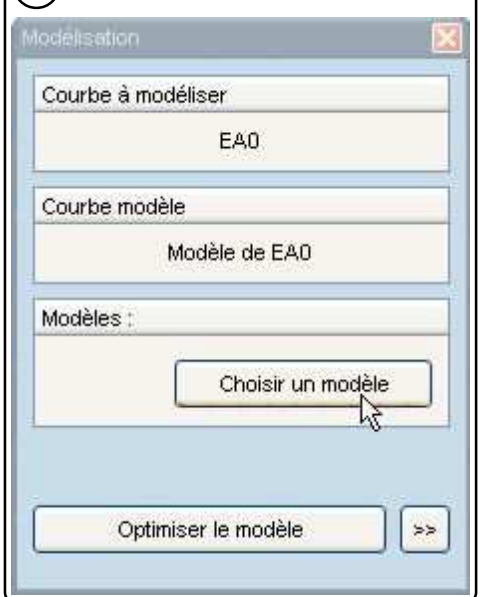 Modélisation
Courbe à modéliser
EA0
Courbe modèle
Modèle de EA0
Modèles :
Choisir un modèle
Optimiser le modèle >>